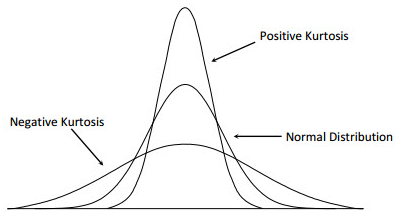 Positive Kurtosis
Negative Kurtosis
Normal Distribution